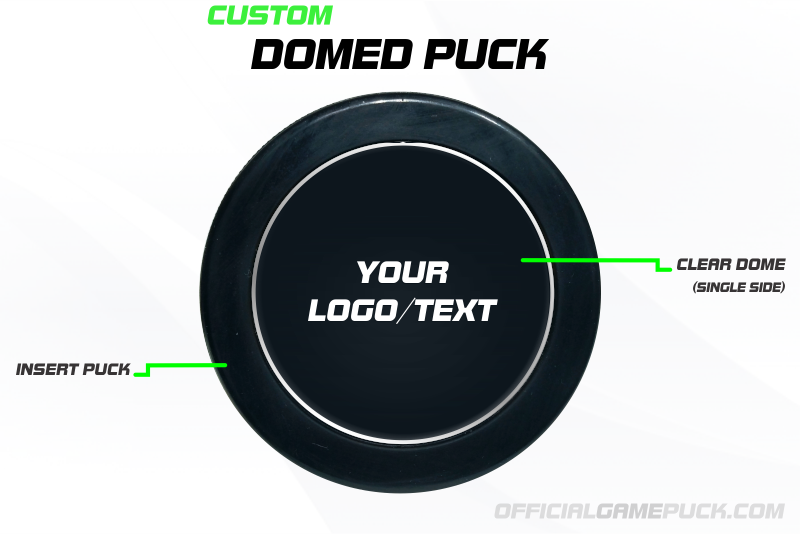 CUSTOM
DOMED PUCK
YOUR
LOGO/TEXT
CLEAR DOME
(SINGLE SIDE)
INSERT PUCK
OFFICIALGAMEPUCK.COM